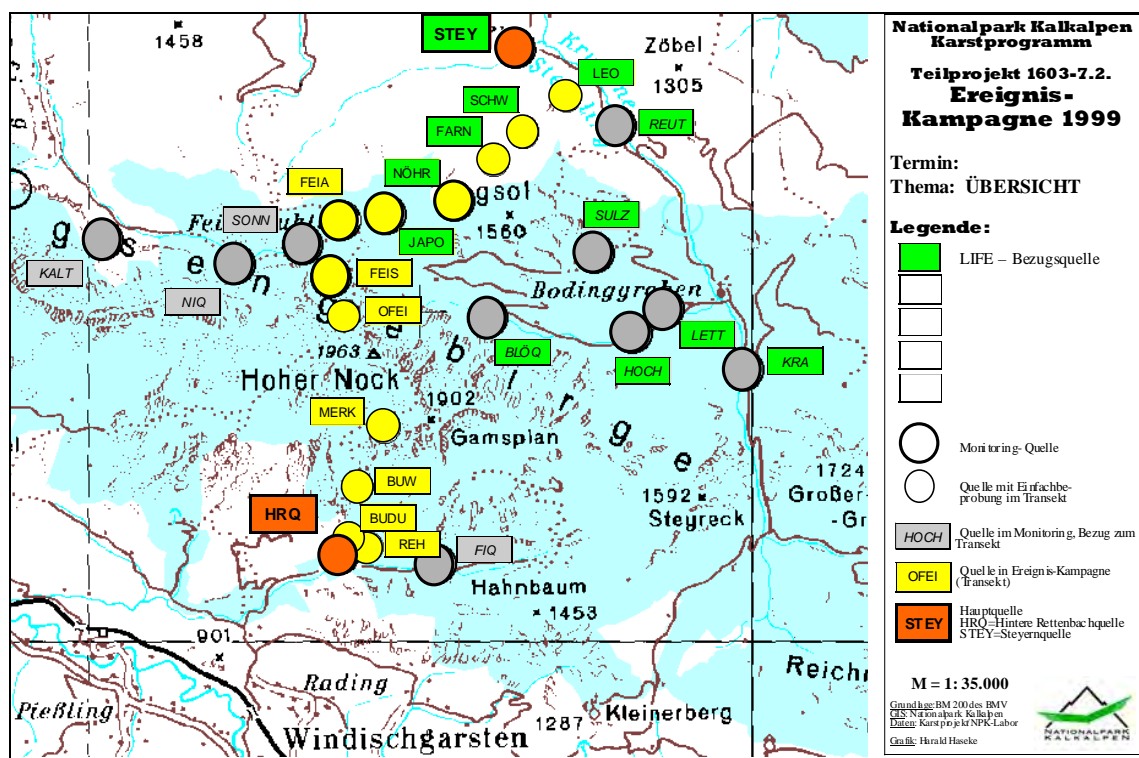 1458
STEY
Zöbel
1305
LEO
SCHW
FARN
REUT
NÖHR
FEIA
gsol
1560
SULZ
SONN
JAPO
KALT
NIQ
FEIS
OFEI
Bodinggraben
g s e n g s e b i r g e
1963
BLÖQ
HOCH
LETT
KRA
Hoher Nock
MERK
1902
Gamsplan
BUW
HRQ
BUDU
REH
FIQ
1592
Steyreck
1724
Großer-
-Gr
Hahnbaum
1453
901
Rading
Pießling
1287
Kleinerberg
Windischgarsten
Reichr
Nationalpark Kalkalpen
Karstprogramm
Teilprojekt 1603-7.2.
Ereignis-
Kampagne 1999
Termin:
Thema: ÜBERSICHT
Legende:
LIFE – Bezugsquelle
Monitoring- Quelle
Quelle mit Einfachbe-
probung im Transekt
HOCH
Quelle im Monitoring, Bezug zum
Transekt
OFEI
Quelle in Ereignis-Kampagne
(Transekt)
STEY
Hauptquelle
HRQ=Hintere Rettenbachquelle
STEY=Steyernquelle
M = 1: 35.000
Grundlage:BM 200 des BMV
GIS: Nationalpark Kalkalpen
Daten: Karstprojekt NPK-Labor
Grafik: Harald Haseke
NATIONALPARK
KALKALPEN